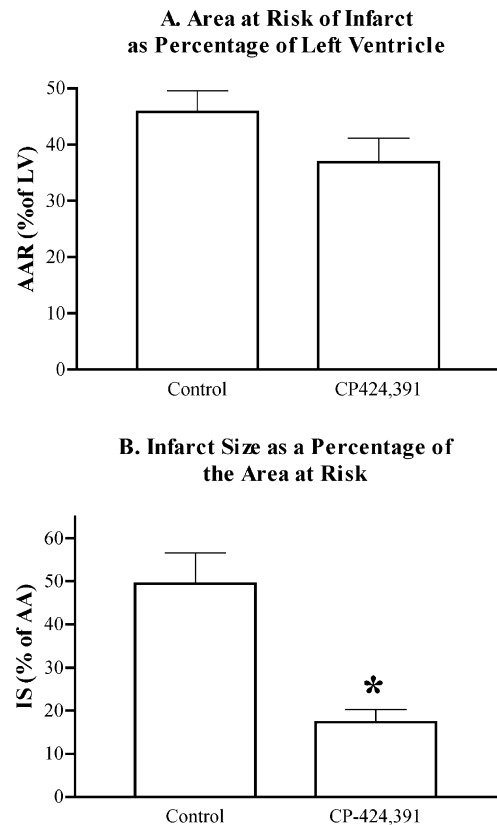 A. Area at Risk of Infarct
as Percentage of Left Ventricle
AAR (%of LV)
50
40
30
20
10
0
Control CP424,391
B. Infarct Size as a Percentage of
the Area at Risk
IS (% of AA)
60
50
40
30
20
10
0
*
Control CP-424,391